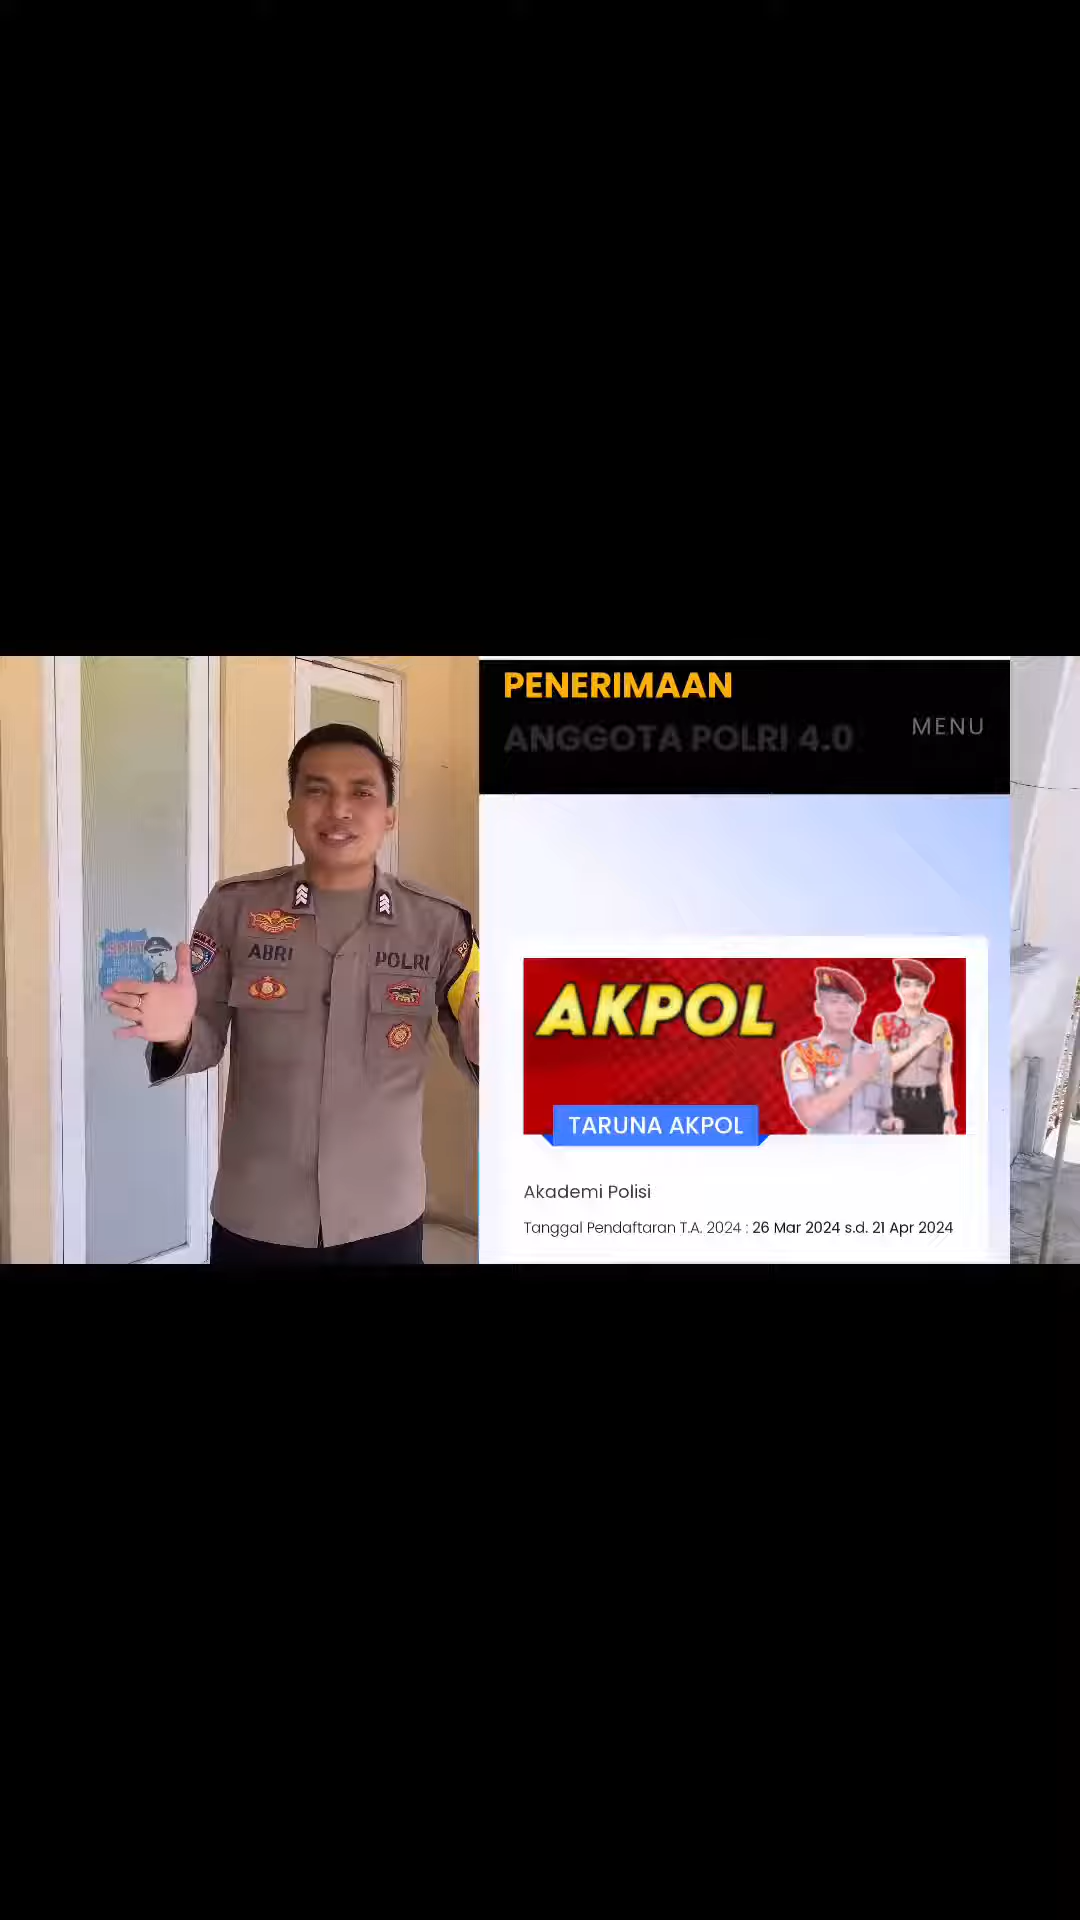 ABRI
POLRI
PENERIMAAN
ANGGOTA POLRI 4.0
MENU
AKPOL
TARUNA AKPOL
Akademi Polisi
Tanggal Pendaftaran T.A. 2024 : 26 Mar 2024 s.d. 21 Apr 2024